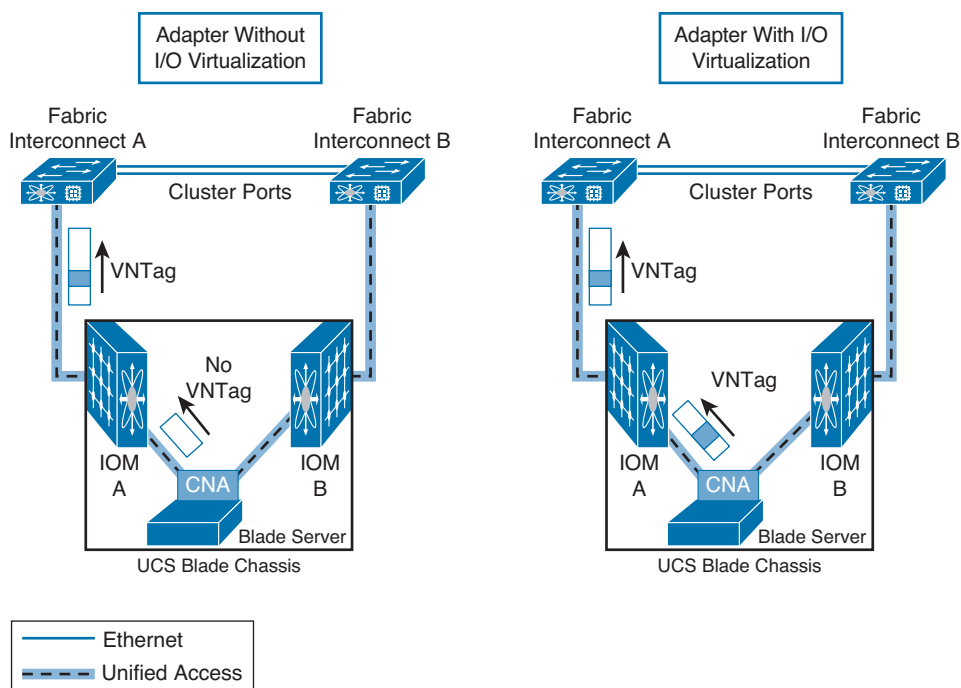 Adapter Without
I/O Virtualization
Fabric
Interconnect A
Fabric
Interconnect B
Cluster Ports
VNTag
No
VNTag
IOM
A
IOM
B
CNA
Blade Server
UCS Blade Chassis
Adapter With I/O
Virtualization
Fabric
Interconnect A
Fabric
Interconnect B
Cluster Ports
VNTag
VNTag
IOM
A
IOM
B
CNA
Blade Server
UCS Blade Chassis
Ethernet
Unified Access